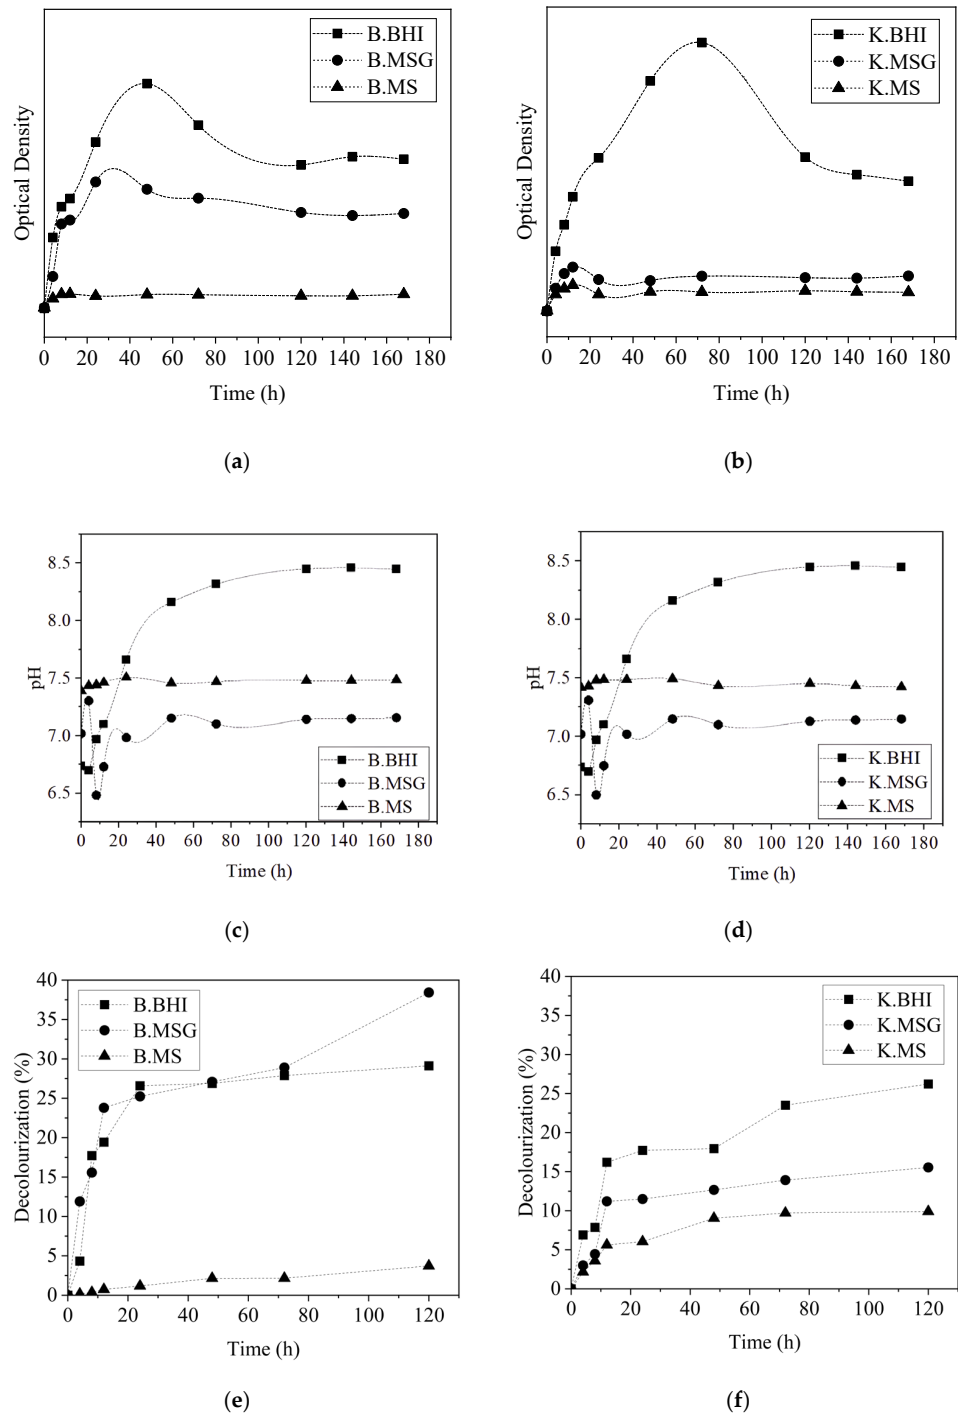 B.BHI
B.MSG
B.MS
Optical Density
0 20 40 60 80 100 120 140 160 180
Time (h)
(a)
K.BHI
K.MSG
K.MS
Optical Density
0 20 40 60 80 100 120 140 160 180
Time (h)
(b)
8.5
8.0
7.5
7.0
6.5
pH
B.BHI
B.MSG
B.MS
0 20 40 60 80 100 120 140 160 180
Time (h)
(c)
8.5
8.0
7.5
7.0
6.5
pH
K.BHI
K.MSG
K.MS
0 20 40 60 80 100 120 140 160 180
Time (h)
(d)
40
35
30
25
20
15
10
5
0
Decolourization (%)
B.BHI
B.MSG
B.MS
0 20 40 60 80 100 120
Time (h)
(e)
40
35
30
25
20
15
10
5
0
Decolourization (%)
K.BHI
K.MSG
K.MS
0 20 40 60 80 100 120
Time (h)
(f)